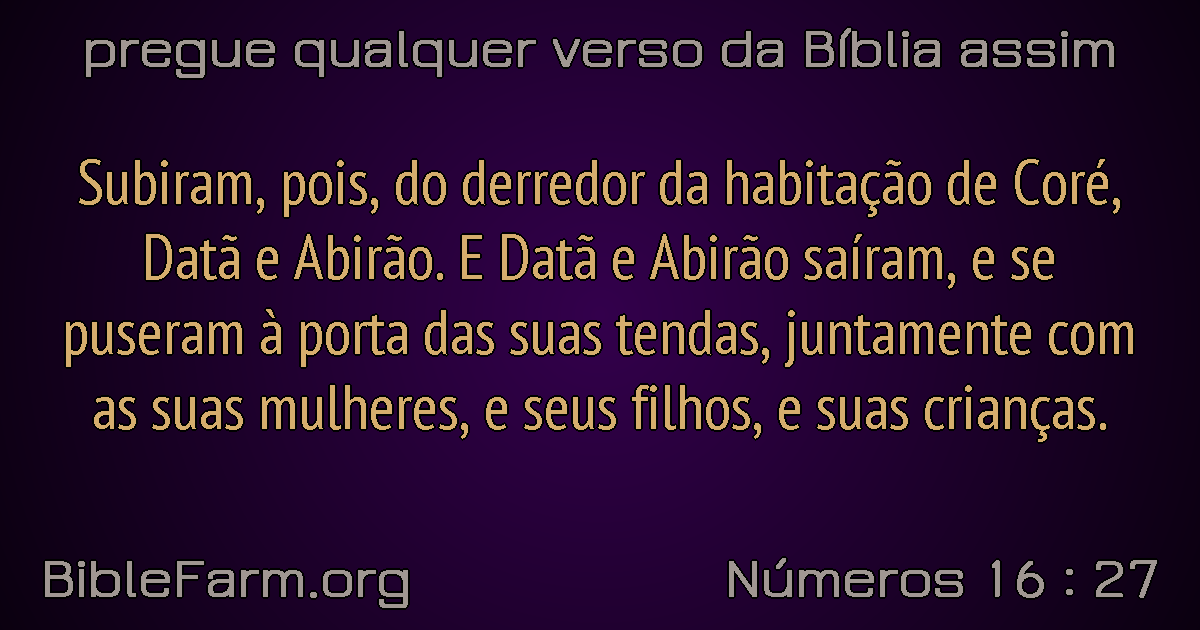 pregue qualquer verso da Bíblia assim
Subiram, pois, do derredor da habitação de Coré,
Datã e Abirão. E Datã e Abirão saíram, e se
puseram à porta das suas tendas, juntamente com
as suas mulheres, e seus filhos, e suas crianças.
BibleFarm.org
Números 16 : 27